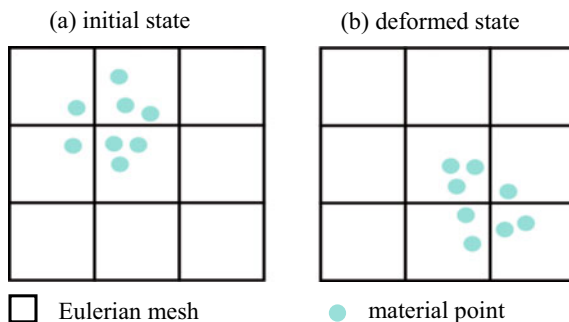 (a) initial state
(b) deformed state
Eulerian mesh
material point